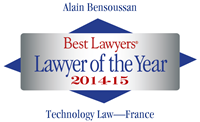 Alain Bensoussan
Best Lawyers®
Lawyer of the Year
2014-15
Technology Law—France